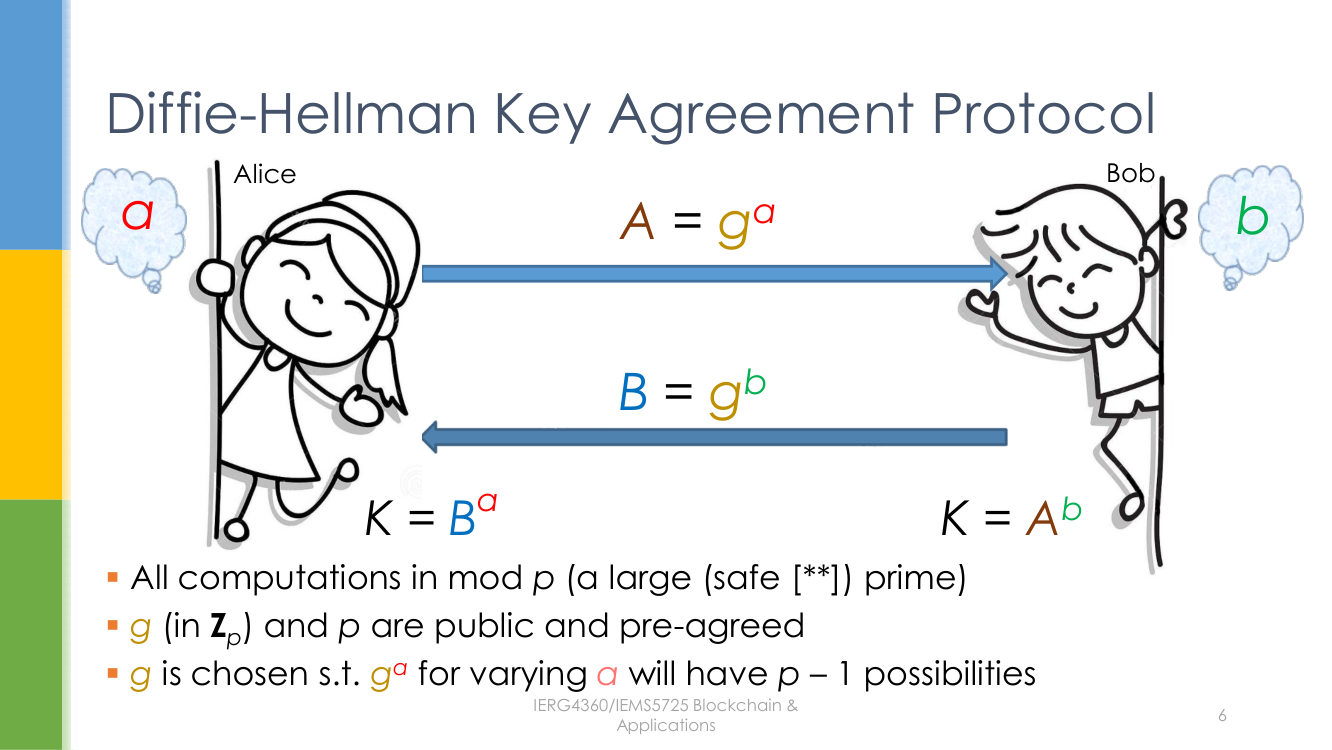 Diffie-Hellman Key Agreement Protocol
Alice
Bob
a
b
A = gᵃ
B = gᵇ
K = Bᵃ
K = Aᵇ
▪ All computations in mod p (a large (safe [**]) prime)
▪ g (in Zₚ) and p are public and pre-agreed
▪ g is chosen s.t. gᵃ for varying a will have p – 1 possibilities
IERG4360/IEMS5725 Blockchain &
Applications
6